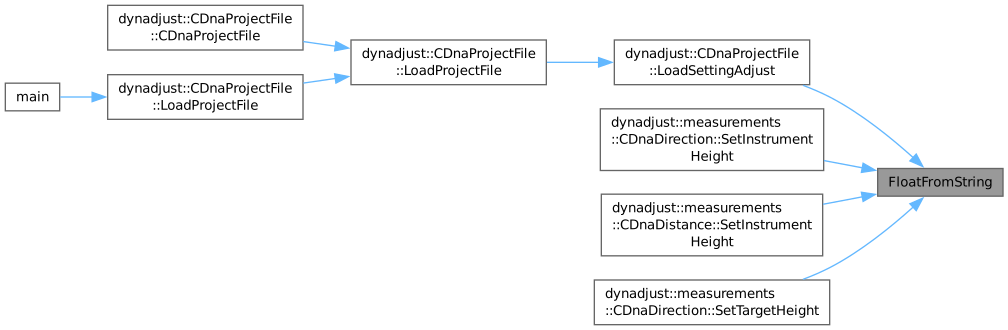 dynadjust::CDnaProjectFile
::CDnaProjectFile
main
dynadjust::CDnaProjectFile
::LoadProjectFile
dynadjust::CDnaProjectFile
::LoadProjectFile
dynadjust::CDnaProjectFile
::LoadSettingAdjust
dynadjust::measurements
::CDnaDirection::SetInstrument
Height
dynadjust::measurements
::CDnaDistance::SetInstrument
Height
dynadjust::measurements
::CDnaDirection::SetTargetHeight
FloatFromString